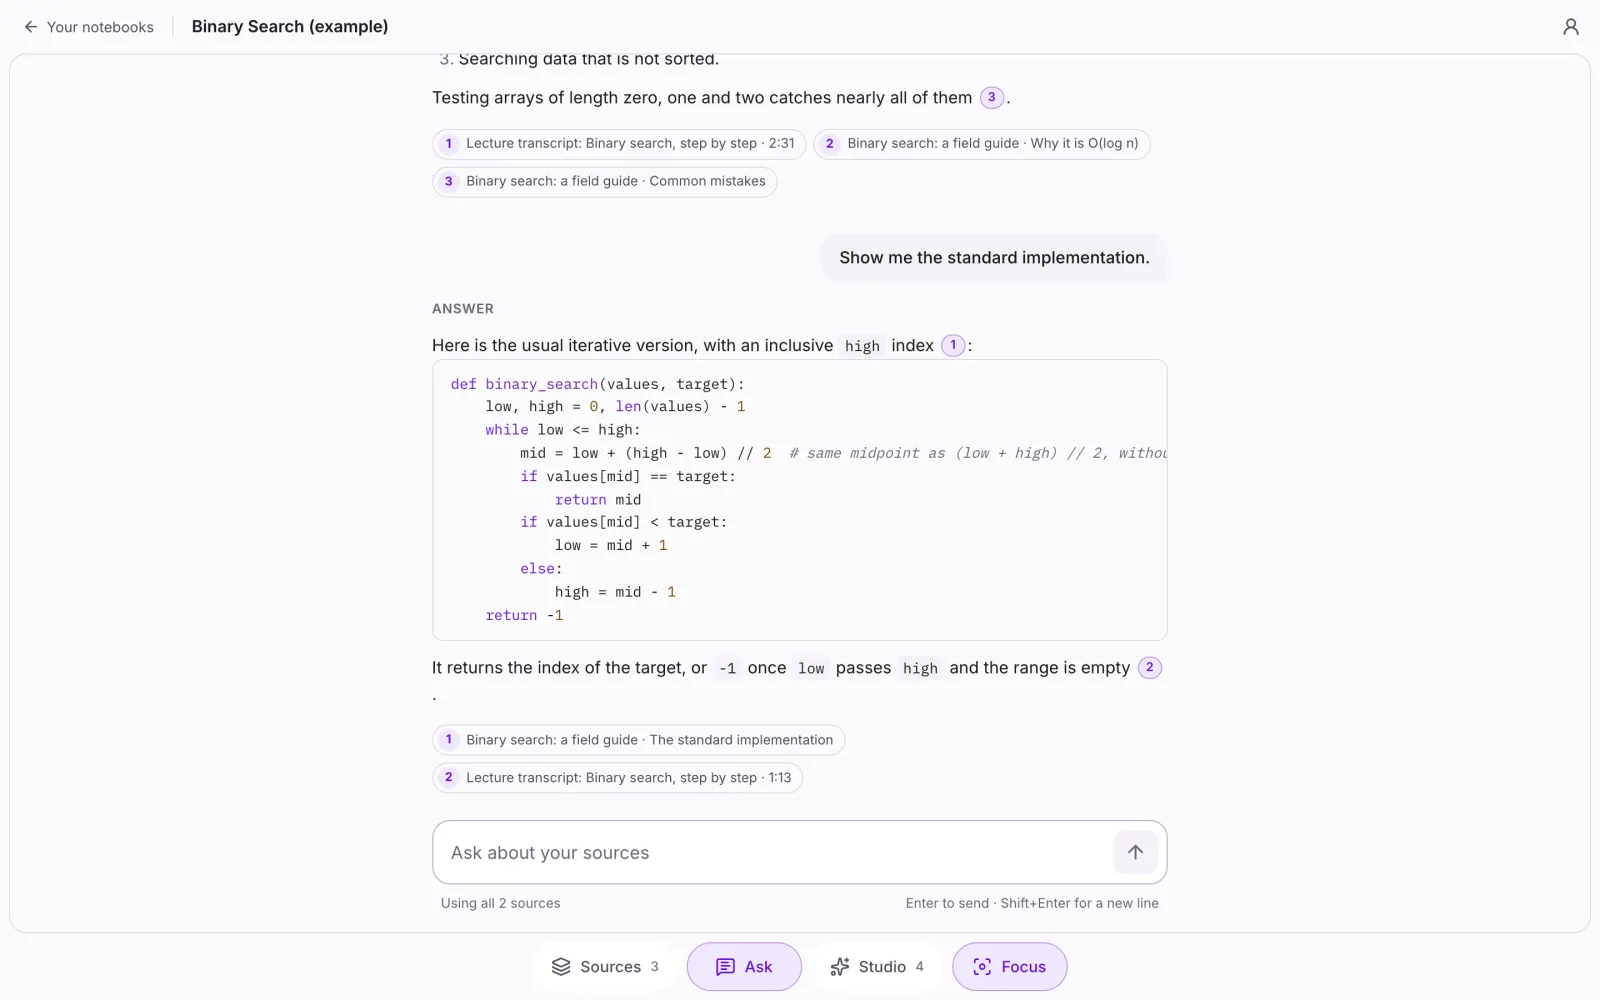 Your notebooks
Binary Search (example)
3. Searching data that is not sorted.
Testing arrays of length zero, one and two catches nearly all of them 3 .
1 Lecture transcript: Binary search, step by step · 2:31
2 Binary search: a field guide · Why it is O(log n)
3 Binary search: a field guide · Common mistakes
Show me the standard implementation.
ANSWER
Here is the usual iterative version, with an inclusive high index 1 :
def binary_search(values, target):
    low, high = 0, len(values) - 1
    while low <= high:
        mid = low + (high - low) // 2  # same midpoint as (low + high) // 2,
        if values[mid] == target:
            return mid
        if values[mid] < target:
            low = mid + 1
        else:
            high = mid - 1
    return -1
It returns the index of the target, or -1 once low passes high and the range is empty 2
.
1 Binary search: a field guide · The standard implementation
2 Lecture transcript: Binary search, step by step · 1:13
Ask about your sources
Using all 2 sources
Enter to send · Shift+Enter for a new line
Sources 3
Ask
Studio 4
Focus